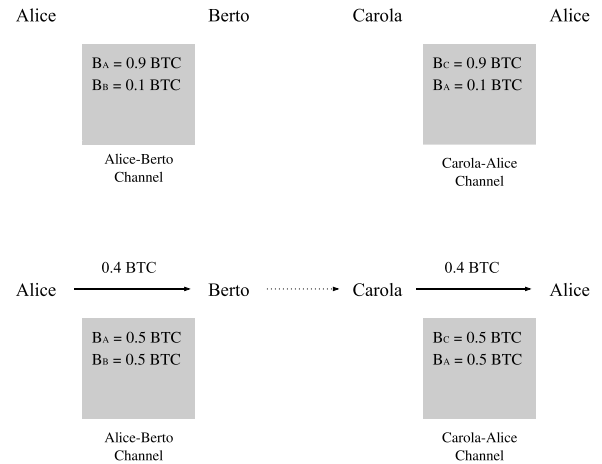 Alice Berto Carola Alice
BA = 0.9 BTC
BB = 0.1 BTC
Alice-Berto
Channel
BC = 0.9 BTC
BA = 0.1 BTC
Carola-Alice
Channel
0.4 BTC 0.4 BTC
Alice Berto Carola Alice
BA = 0.5 BTC
BB = 0.5 BTC
Alice-Berto
Channel
BC = 0.5 BTC
BA = 0.5 BTC
Carola-Alice
Channel